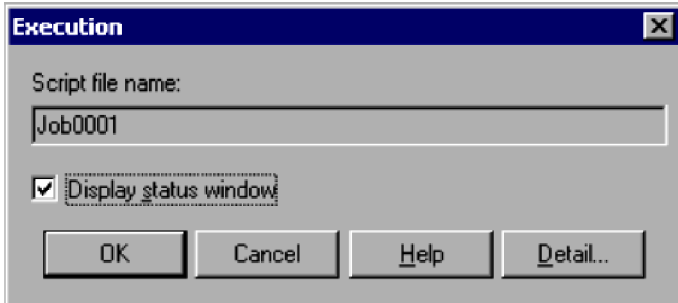 Execution
Script file name:
Job0001
Display status window
OK Cancel Help Detail...